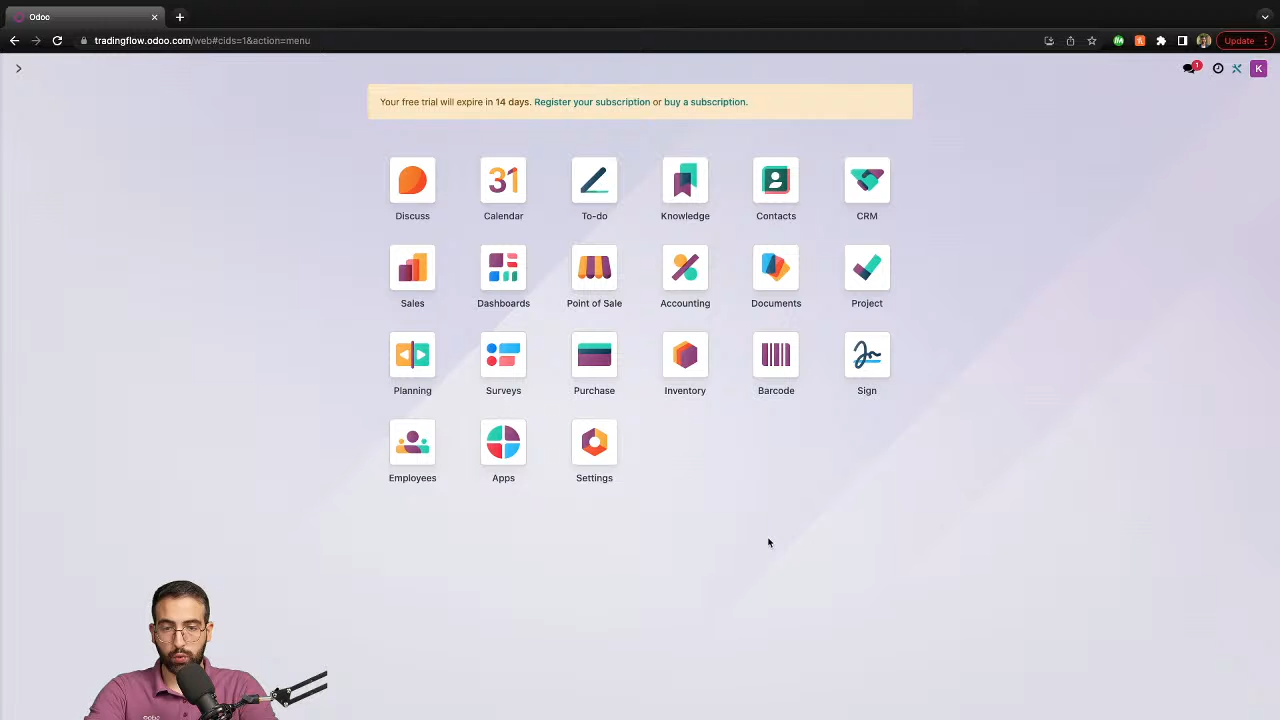 Odoo
tradingflow.odoo.com/web#cids=1&action=menu
Update
1
K
Your free trial will expire in 14 days. Register your subscription or buy a subscription.
31
Discuss
Calendar
To-do
Knowledge
Contacts
CRM
Sales
Dashboards
Point of Sale
Accounting
Documents
Project
Planning
Surveys
Purchase
Inventory
Barcode
Sign
Employees
Apps
Settings